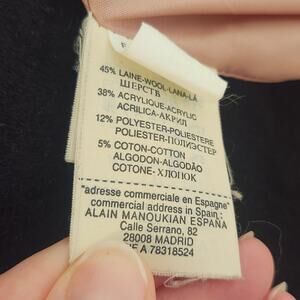 45% LAINE-WOOL-LANA-LÃ
ШЕРСТЬ
38% ACRYLIQUE-ACRYLIC
ACRILICA-АКРИЛ
12% POLYESTER-POLIESTERE
POLIESTER-ПОЛИЭСТЕР
5% COTON-COTTON
ALGODON-ALGODÃO
COTONE-ХЛОПОК
"adresse commerciale en Espagne"
commercial address in Spain :
ALAIN MANOUKIAN ESPAÑA
Calle Serrano, 82
28008 MADRID
A 78318524